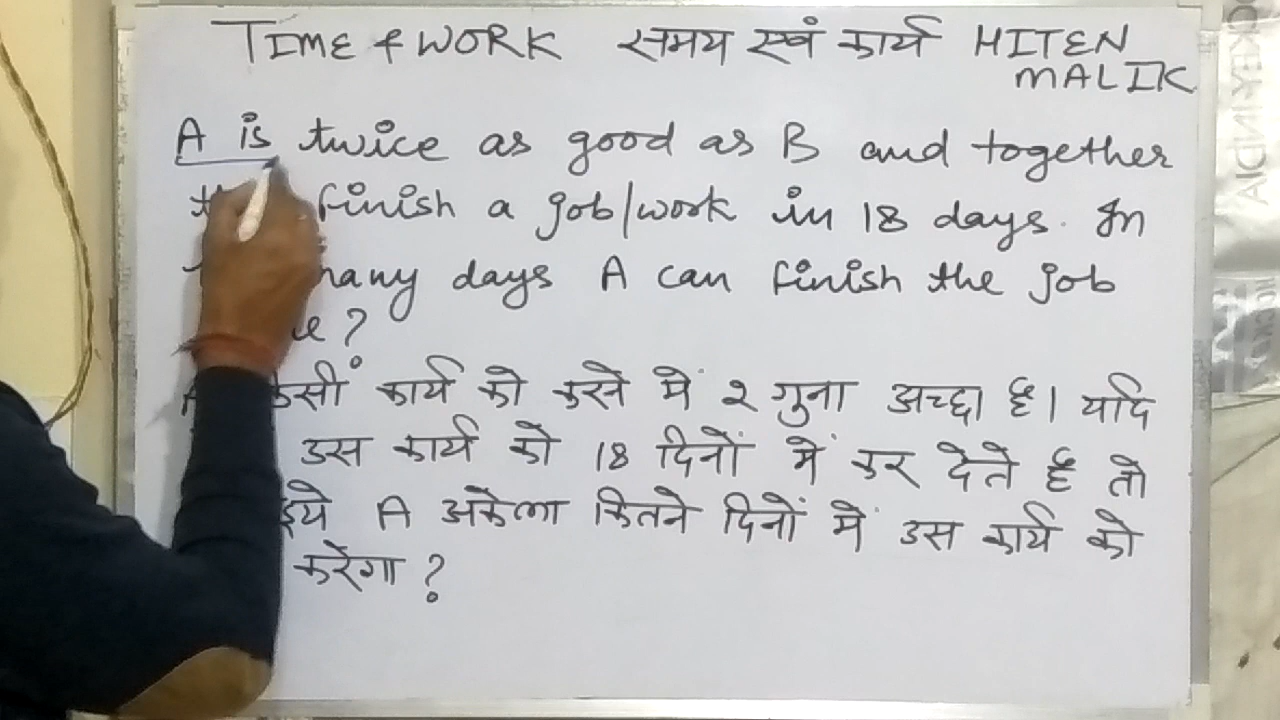 TIME & WORK समय एवं कार्य HITEN
MALIK
A is twice as good as B and together
finish a job/work in 18 days. In
many days A can finish the job
?
कार्य को करने में २ गुना अच्छा है। यदि
उस कार्य को 18 दिनों में कर देते है तो
A अकेला कितने दिनों में उस कार्य को
करेगा ?